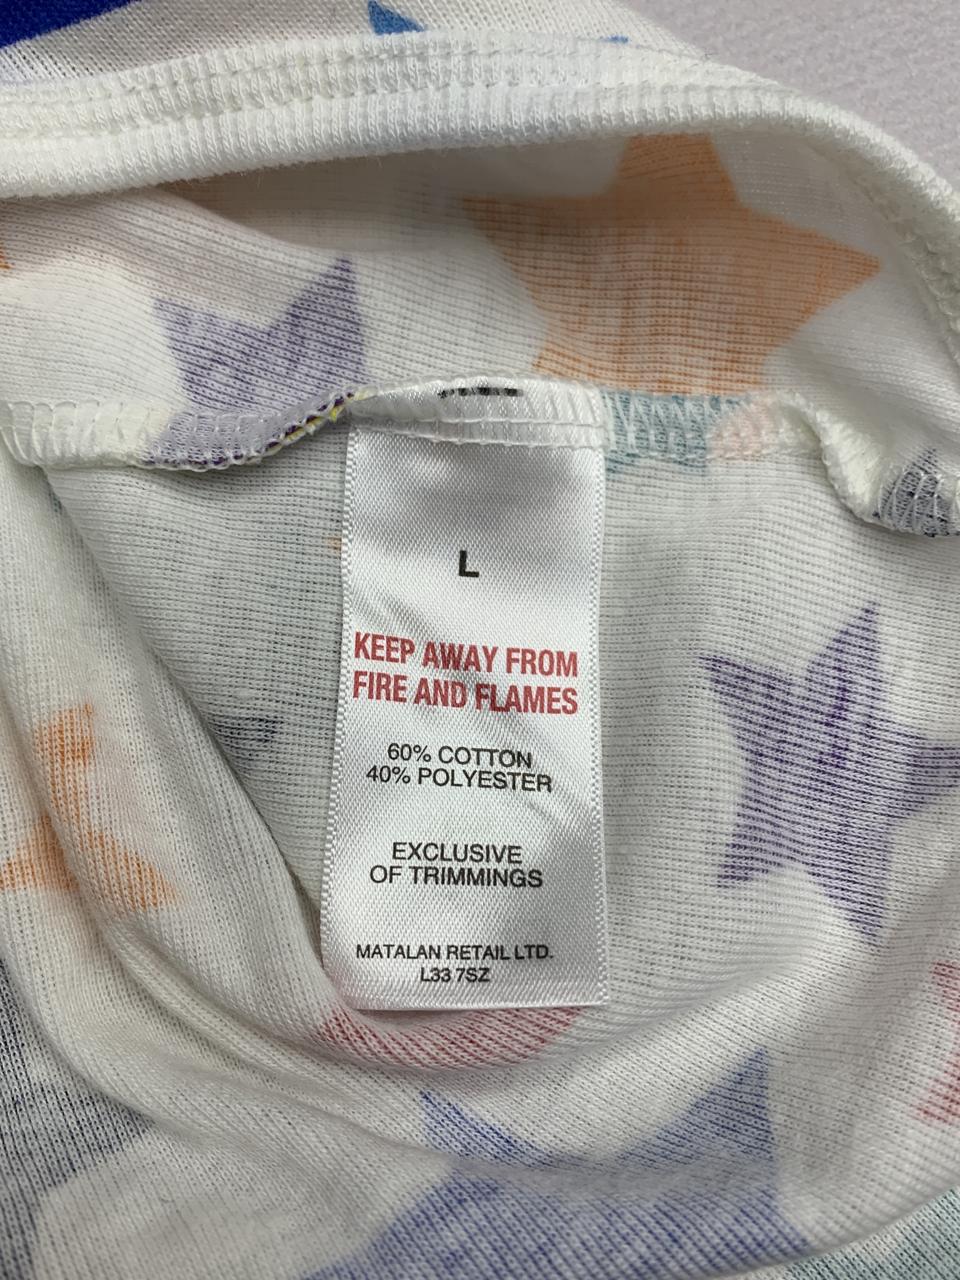 L
KEEP AWAY FROM
FIRE AND FLAMES
60% COTTON
40% POLYESTER
EXCLUSIVE
OF TRIMMINGS
MATALAN RETAIL LTD.
L33 7SZ